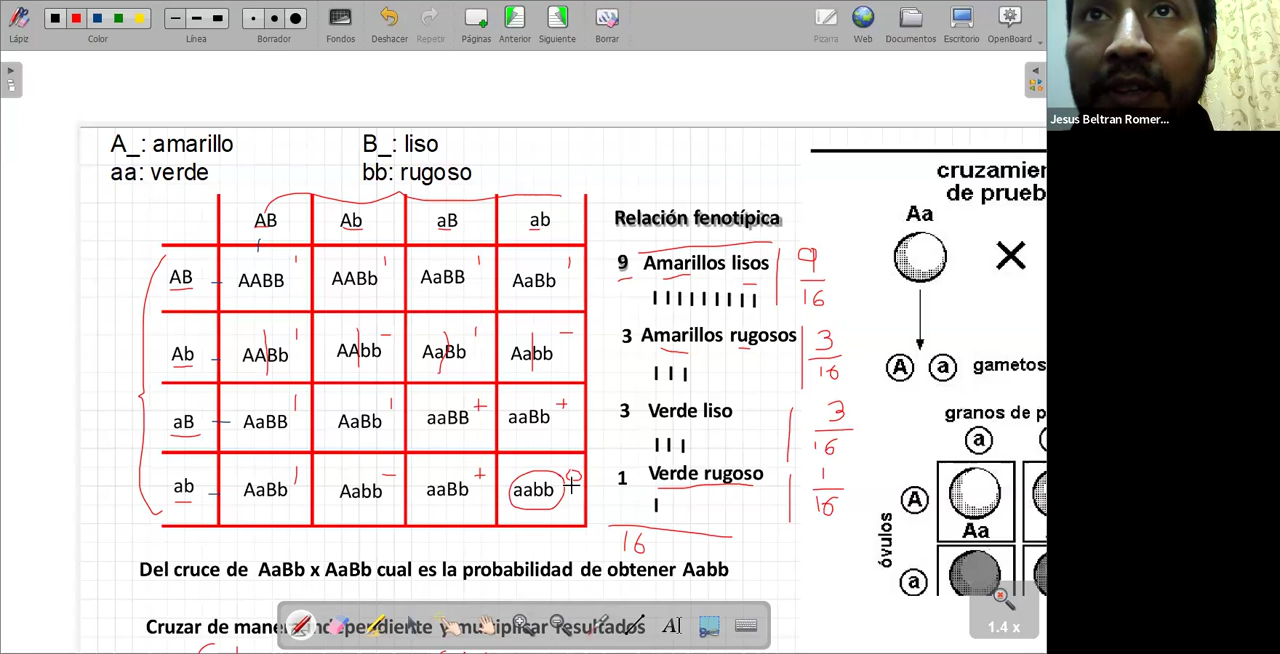 Lápiz Color Línea Borrador Fondos Deshacer Repetir Páginas Anterior Siguiente Borrar Pizarra Web Documentos Escritorio OpenBoard
Jesus Beltran Romer...
A_: amarillo B_: liso
aa: verde bb: rugoso
AB Ab aB ab
AB AABB AABb AaBB AaBb
Ab AABb AAbb AaBb Aabb
aB AaBB AaBb aaBB aaBb
ab AaBb Aabb aaBb aabb
Relación fenotípica
9 Amarillos lisos 9/16
3 Amarillos rugosos 3/16
3 Verde liso 3/16
1 Verde rugoso 1/16
16
Del cruce de AaBb x AaBb cual es la probabilidad de obtener Aabb
Cruzar de manera independiente y multiplicar resultados
de prueb
Aa
A a gametos
granos de p
a
óvulos
A
Aa
a
1.4 x